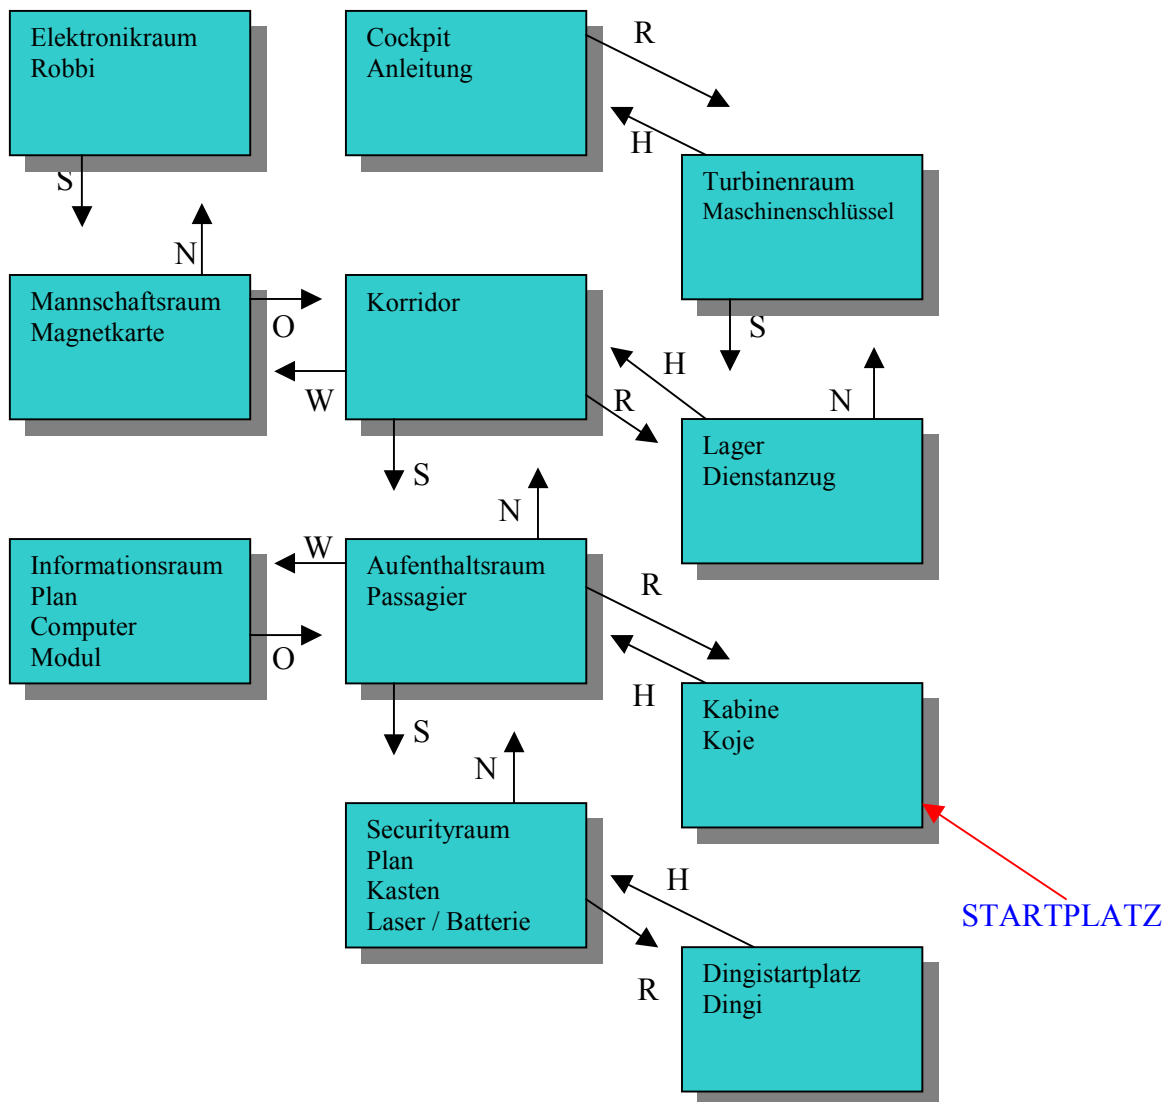 Elektronikraum
Robbi
S
Cockpit
Anleitung
R
H
Turbinenraum
Maschinenschlüssel
S
N
Mannschaftsraum
Magnetkarte
O
W
Korridor
S
H
R
N
Lager
Dienstanzug
N
W
Informationsraum
Plan
Computer
Modul
O
Aufenthaltsraum
Passagier
R
H
S
Kabine
Koje
N
Securityraum
Plan
Kasten
Laser / Batterie
H
R
STARTPLATZ
Dingistartplatz
Dingi